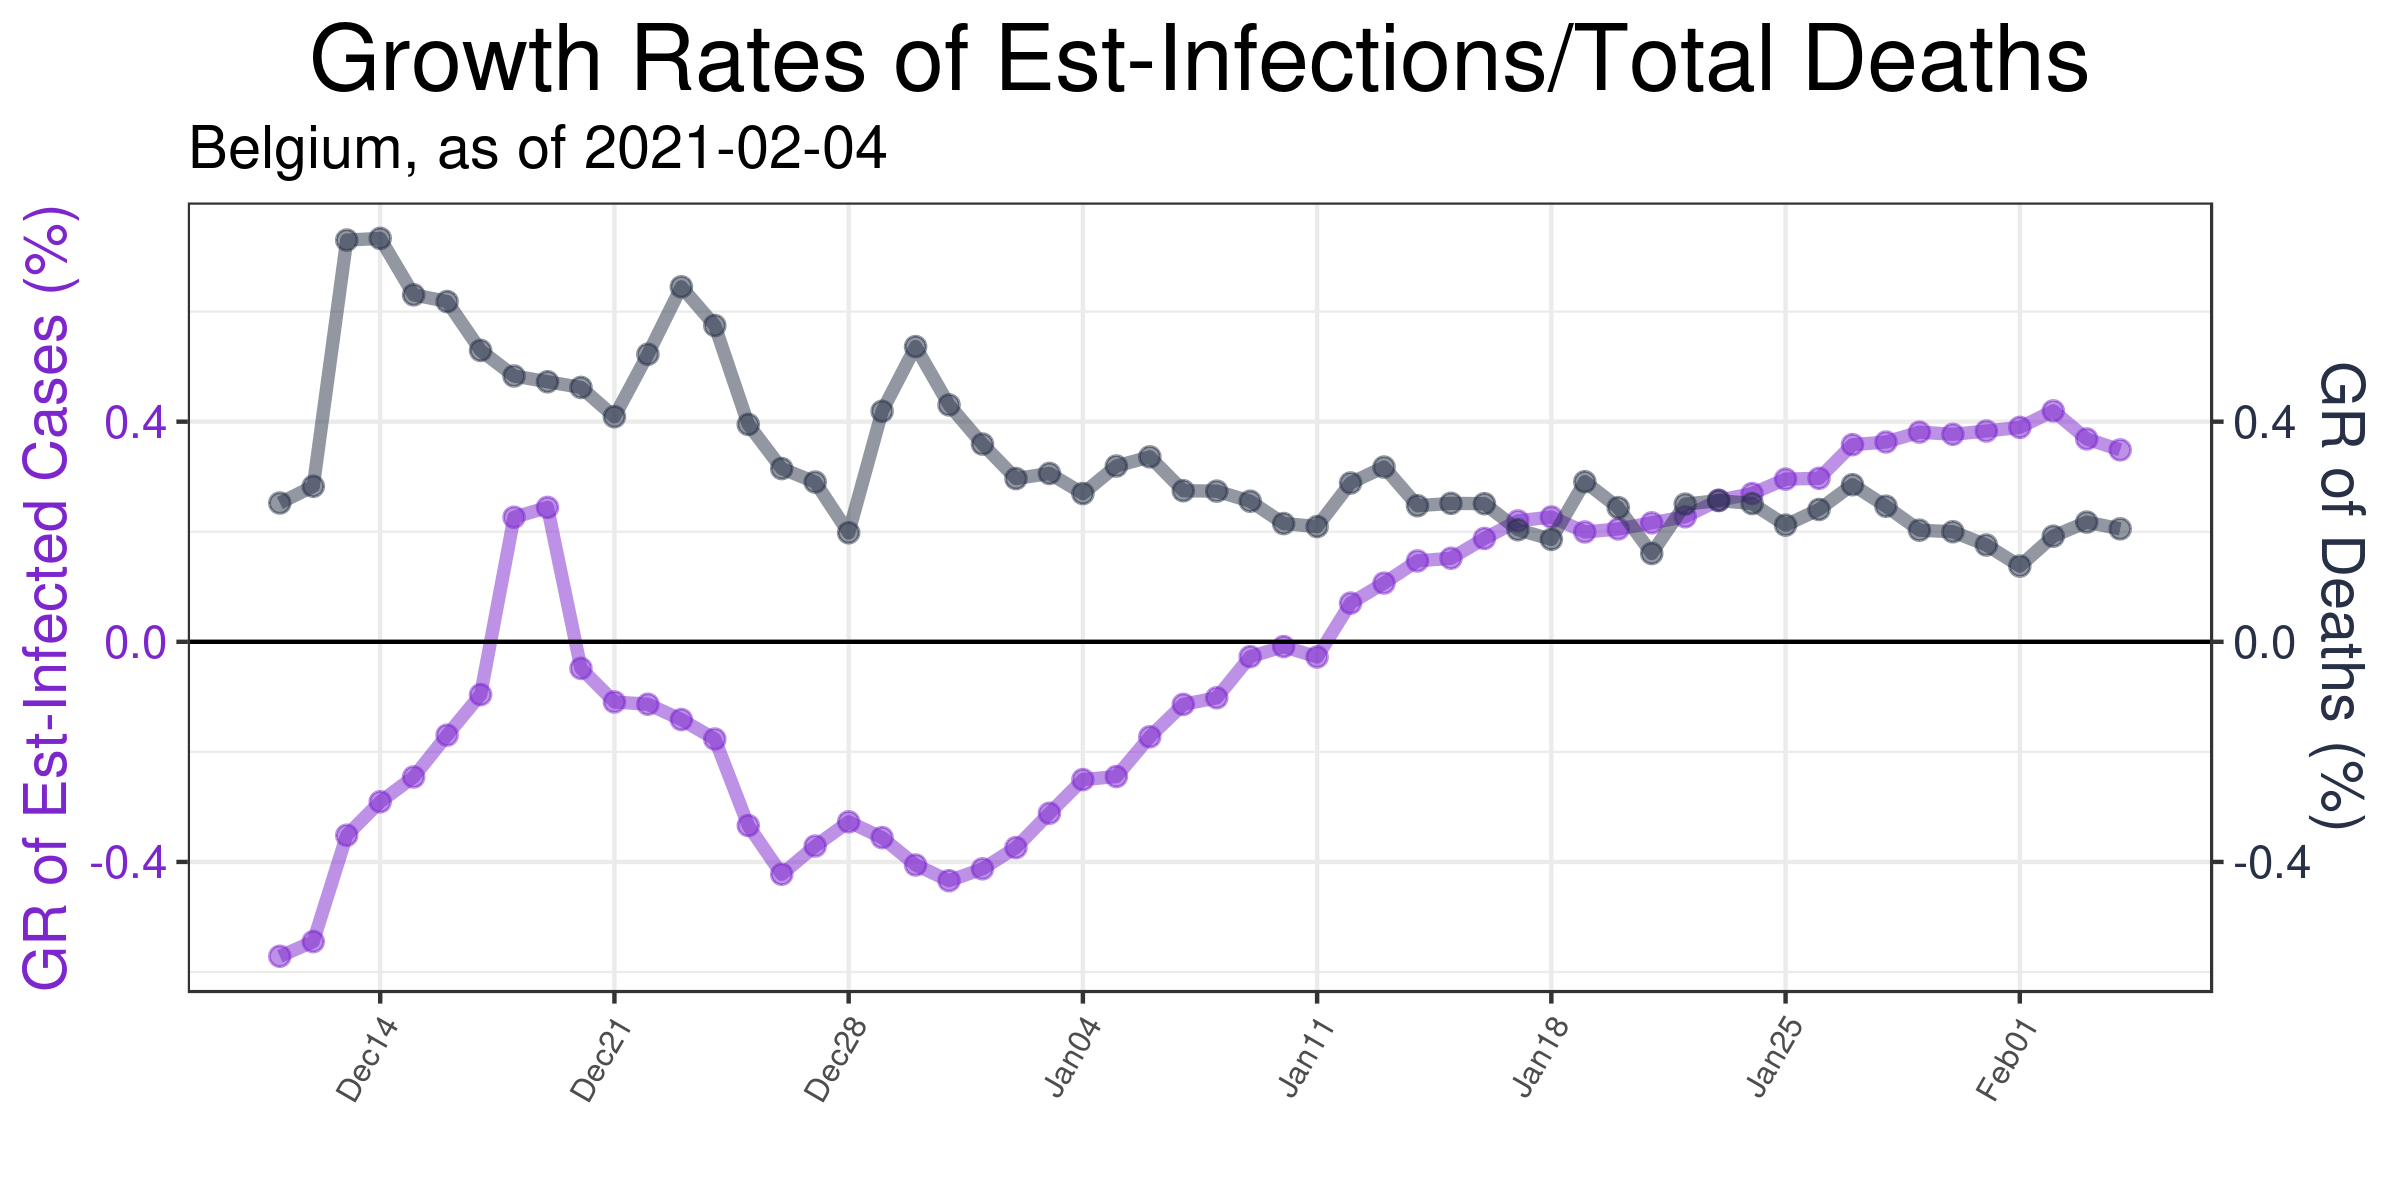 Growth Rates of Est-Infections/Total Deaths
Belgium, as of 2021-02-04
GR of Est-Infected Cases (%)
0.4
0.0
-0.4
GR of Deaths (%)
0.4
0.0
-0.4
Dec14
Dec21
Dec28
Jan04
Jan11
Jan18
Jan25
Feb01